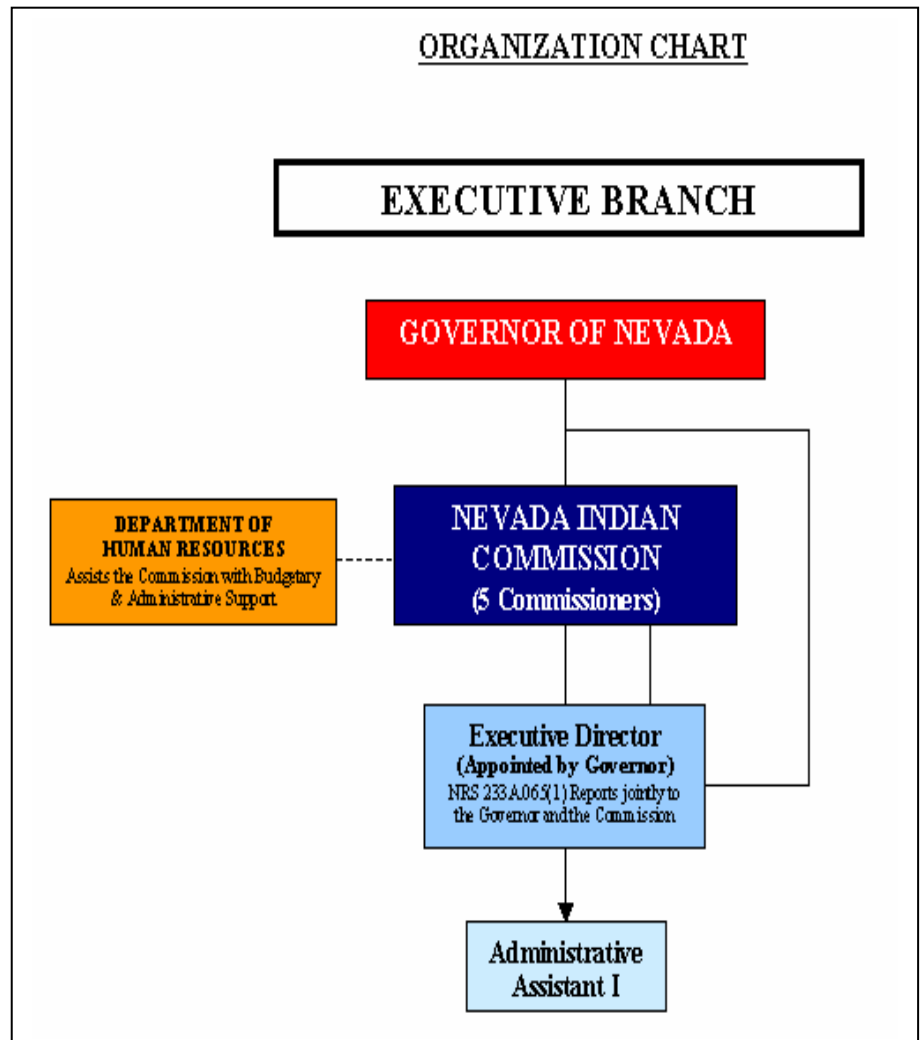 ORGANIZATION CHART
EXECUTIVE BRANCH
GOVERNOR OF NEVADA
DEPARTMENT OF
HUMAN RESOURCES
Assists the Commission with Budgetary
& Administrative Support.
NEVADA INDIAN
COMMISSION
(5 Commissioners)
Executive Director
(Appointed by Governor)
NRS 233A.065(1) Reports jointly to
the Governor and the Commission
Administrative
Assistant I